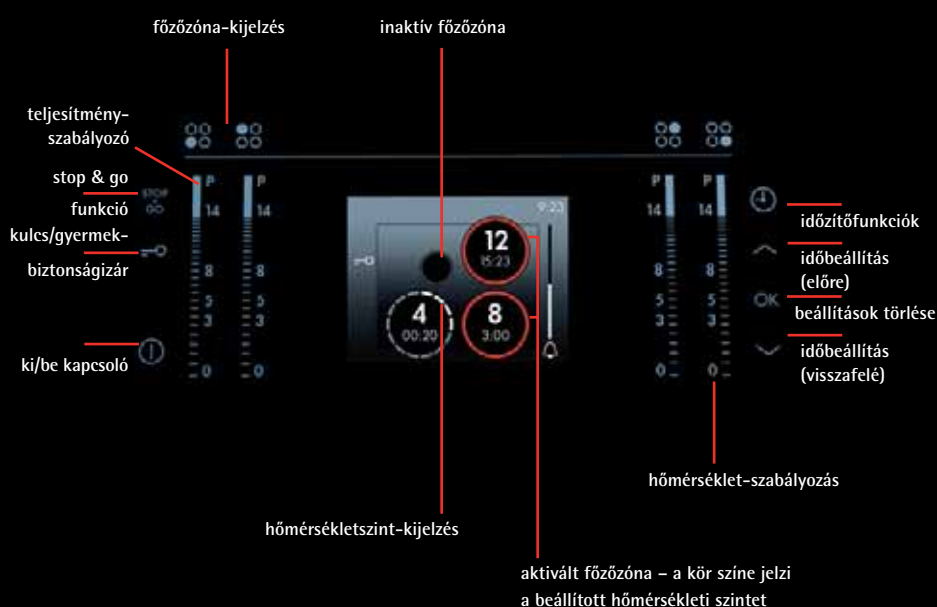 főzőzóna-kijelzés
inaktív főzőzóna
teljesítmény-
szabályozó
stop & go
funkció
kulcs/gyermek-
biztonságizár
ki/be kapcsoló
STOP
GO
P
14
8
5
3
0
P
14
8
5
3
0
9:23
12
15:23
4
00:20
8
3:00
P
14
8
5
3
0
P
14
8
5
3
0
OK
időzítőfunkciók
időbeállítás
(előre)
beállítások törlése
időbeállítás
(visszafelé)
hőmérséklet-szabályozás
hőmérsékletszint-kijelzés
aktivált főzőzóna – a kör színe jelzi
a beállított hőmérsékleti szintet